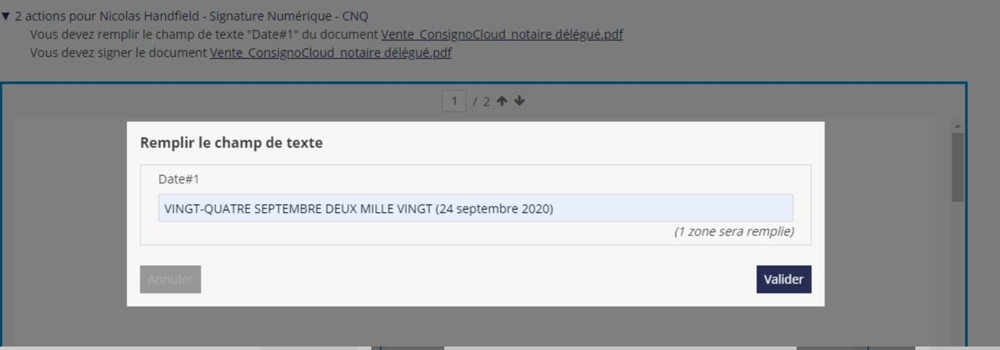 ▼ 2 actions pour Nicolas Handfield - Signature Numérique - CNQ
Vous devez remplir le champ de texte "Date#1" du document Vente_ConsignoCloud_notaire délégué.pdf
Vous devez signer le document Vente_ConsignoCloud_notaire délégué.pdf
1 / 2
Remplir le champ de texte
Date#1
VINGT-QUATRE SEPTEMBRE DEUX MILLE VINGT (24 septembre 2020)
(1 zone sera remplie)
Annuler
Valider